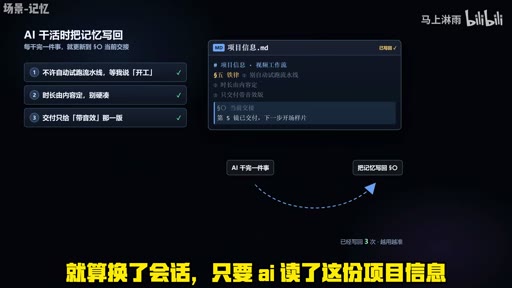 场景-记忆
马上淋雨 bilibili
AI 干活时把记忆写回
每干完一件事，就更新到 §〇 当前交接
1 不许自动试跑流水线，等我说「开工」 ✓
2 时长由内容定，别硬凑 ✓
3 交付只给「带音效」那一版 ✓
MD 项目信息.md 已写回 ✓
# 项目信息 · 视频工作流
§五 铁律 ① 别自动试跑流水线
② 时长由内容定
③ 只交付带音效版
§〇 当前交接
第 5 镜已交付，下一步开场样片
AI 干完一件事
把记忆写回 §〇
已经写回 3 次 · 越用越准
就算换了会话，只要 ai 读了这份项目信息